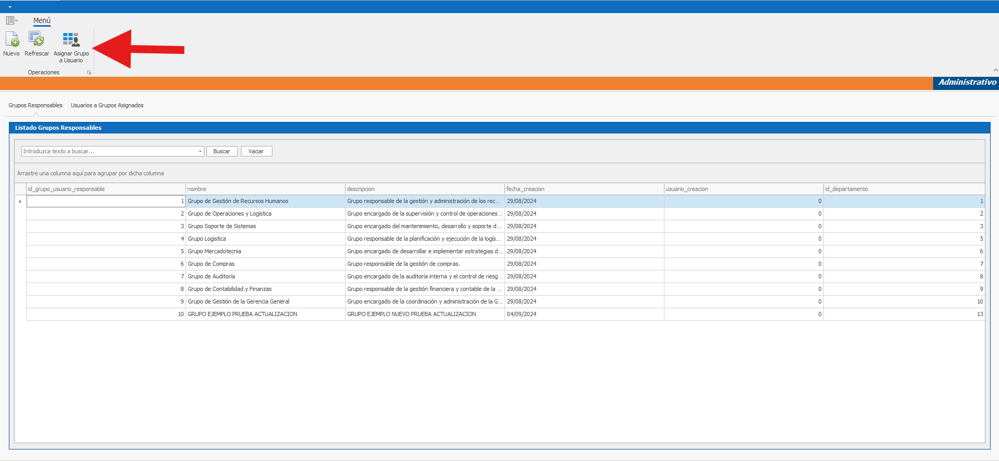 Menú
Nuevo
Refrescar
Asignar Grupo
a Usuario
Operaciones
Administrativo
Grupos Responsables Usuarios a Grupos Asignados
Listado Grupos Responsables
Introduzca texto a buscar... Buscar Vaciar
Arrastre una columna aquí para agrupar por dicha columna
id_grupo_usuario_responsable nombre descripcion fecha_creacion usuario_creacion id_departamento
1 Grupo de Gestión de Recursos Humanos Grupo responsable de la gestión y administración de los rec... 29/08/2024 0 1
2 Grupo de Operaciones y Logística Grupo encargado de la supervisión y control de operaciones... 29/08/2024 0 2
3 Grupo Soporte de Sistemas Grupo encargado del mantenimiento, desarrollo y soporte d... 29/08/2024 0 3
4 Grupo Logistica Grupo responsable de la planificación y ejecución de la logís... 29/08/2024 0 5
5 Grupo Mercadotecnia Grupo encargado de desarrollar e implementar estrategias d... 29/08/2024 0 6
6 Grupo de Compras Grupo responsable de la gestión de compras. 29/08/2024 0 7
7 Grupo de Auditoría Grupo encargado de la auditoría interna y el control de riesg... 29/08/2024 0 8
8 Grupo de Contabilidad y Finanzas Grupo responsable de la gestión financiera y contable de la ... 29/08/2024 0 9
9 Grupo de Gestión de la Gerencia General Grupo encargado de la coordinación y administración de la G... 29/08/2024 0 10
10 GRUPO EJEMPLO PRUEBA ACTUALIZACION GRUPO EJEMPLO NUEVO PRUEBA ACTUALIZACION 04/09/2024 0 13